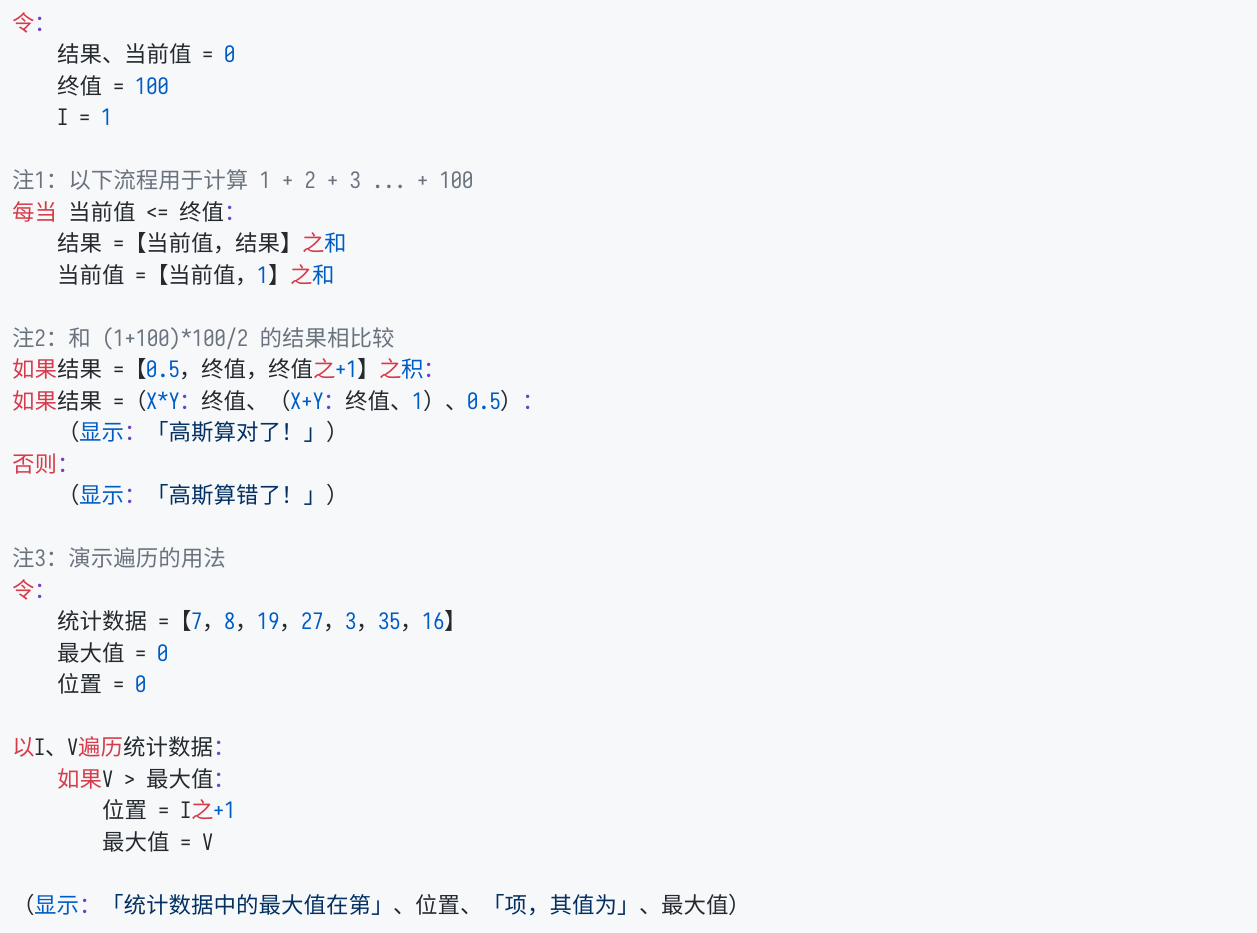 令：
    结果、当前值 = 0
    终值 = 100
    I = 1

注1：以下流程用于计算 1 + 2 + 3 ... + 100
每当 当前值 <= 终值：
    结果 =【当前值，结果】之和
    当前值 =【当前值，1】之和

注2：和 (1+100)*100/2 的结果相比较
如果结果 =【0.5，终值，终值之+1】之积：
如果结果 =（X*Y：终值、（X+Y：终值、1）、0.5）：
    （显示：「高斯算对了！」）
否则：
    （显示：「高斯算错了！」）

注3：演示遍历的用法
令：
    统计数据 =【7，8，19，27，3，35，16】
    最大值 = 0
    位置 = 0

以I、V遍历统计数据：
    如果V > 最大值：
        位置 = I之+1
        最大值 = V

（显示：「统计数据中的最大值在第」、位置、「项，其值为」、最大值）